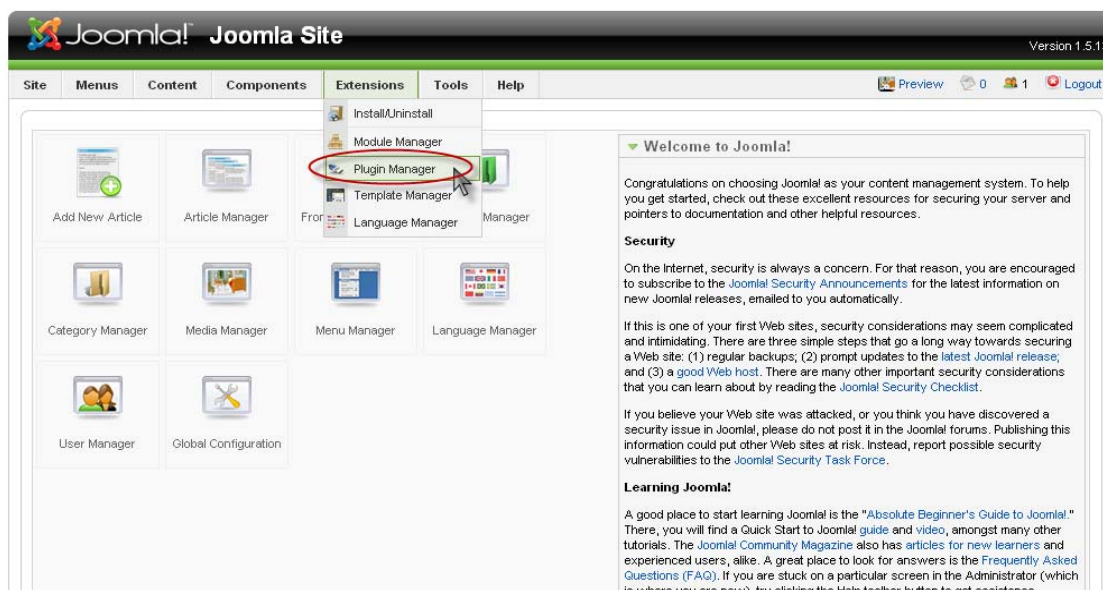 Joomla! Joomla Site
Version 1.5.1
Site Menus Content Components Extensions Tools Help Preview 0 1 Logout
Install/Uninstall
Module Manager
Plugin Manager
Template Manager
Language Manager
Add New Article Article Manager Fron Manager
Category Manager Media Manager Menu Manager Language Manager
User Manager Global Configuration
Welcome to Joomla!
Congratulations on choosing Joomla! as your content management system. To help
you get started, check out these excellent resources for securing your server and
pointers to documentation and other helpful resources.
Security
On the Internet, security is always a concern. For that reason, you are encouraged
to subscribe to the Joomla! Security Announcements for the latest information on
new Joomla! releases, emailed to you automatically.
If this is one of your first Web sites, security considerations may seem complicated
and intimidating. There are three simple steps that go a long way towards securing
a Web site: (1) regular backups; (2) prompt updates to the latest Joomla! release;
and (3) a good Web host. There are many other important security considerations
that you can learn about by reading the Joomla! Security Checklist.
If you believe your Web site was attacked, or you think you have discovered a
security issue in Joomla!, please do not post it in the Joomla! forums. Publishing this
information could put other Web sites at risk. Instead, report possible security
vulnerabilities to the Joomla! Security Task Force.
Learning Joomla!
A good place to start learning Joomla! is the "Absolute Beginner's Guide to Joomla!."
There, you will find a Quick Start to Joomla! guide and video, amongst many other
tutorials. The Joomla! Community Magazine also has articles for new learners and
experienced users, alike. A great place to look for answers is the Frequently Asked
Questions (FAQ). If you are stuck on a particular screen in the Administrator (which
is where you are now), try clicking the Help toolbar button to get assistance